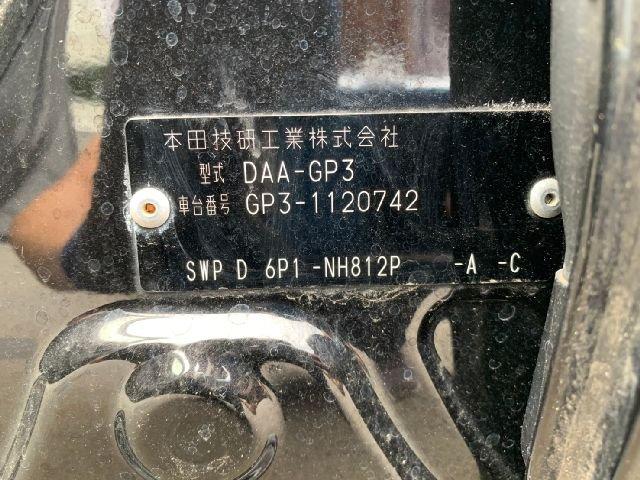 本田技研工業株式会社
型式 DAA-GP3
車台番号 GP3-1120742
SWP D 6P1 -NH812P -A -C